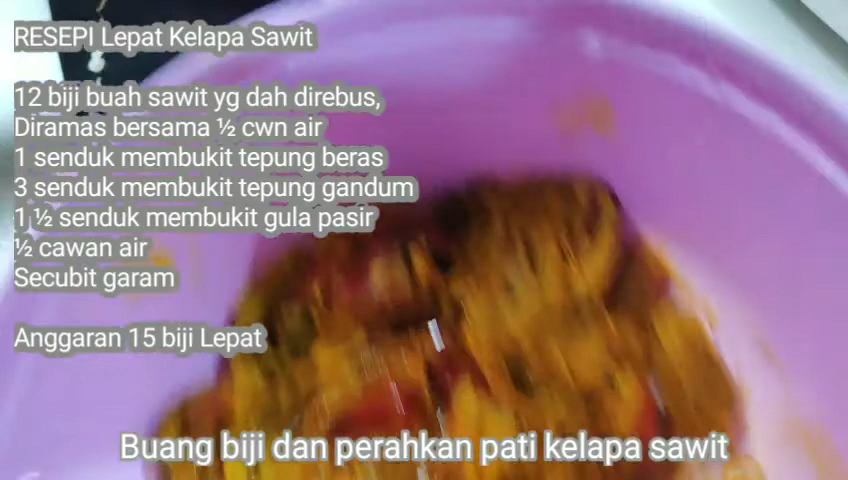 RESEPI Lepat Kelapa Sawit
12 biji buah sawit yg dah direbus,
Diramas bersama ½ cwn air
1 senduk membukit tepung beras
3 senduk membukit tepung gandum
1 ½ senduk membukit gula pasir
½ cawan air
Secubit garam
Anggaran 15 biji Lepat
Buang biji dan perahkan pati kelapa sawit